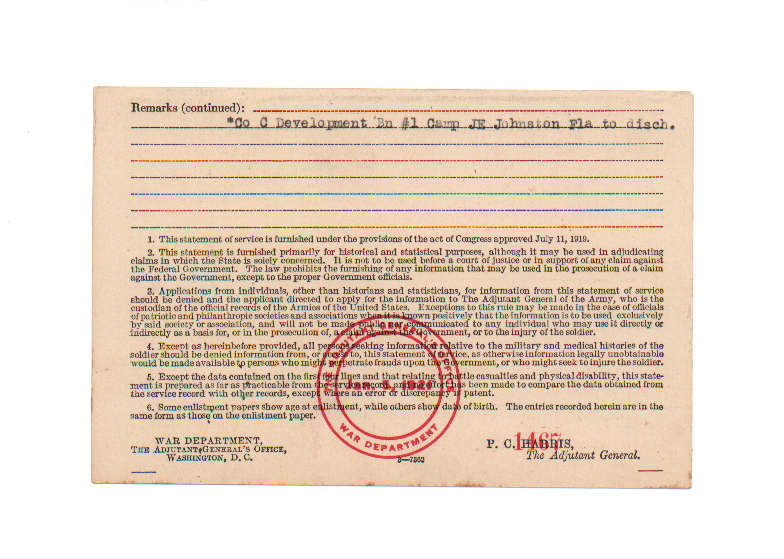 Remarks (continued):
*Co C Development Bn #1 Camp JE Johnston Fla to disch.
1. This statement of service is furnished under the provisions of the act of Congress approved July 11, 1919.
2. This statement is furnished primarily for historical and statistical purposes, although it may be used in adjudicating
claims in which the State is solely concerned. It is not to be used before a court of justice or in support of any claim against
the Federal Government. The law prohibits the furnishing of any information that may be used in the prosecution of a claim
against the Government, except to the proper Government officials.
3. Applications from individuals, other than historians and statisticians, for information from this statement of service
should be denied and the applicant directed to apply for the information to The Adjutant General of the Army, who is the
custodian of the official records of the Armies of the United States. Exceptions to this rule may be made in the case of officials
of patriotic and philanthropic societies and associations when it is known positively that the information is to be used exclusively
by said society or association, and will not be made public nor communicated to any individual who may use it directly or
indirectly as a basis for, or in the prosecution of, a claim against the Government, or to the injury of the soldier.
4. Except as hereinbefore provided, all persons seeking information relative to the military and medical histories of the
soldier should be denied information from, or access to, this statement of service, as otherwise information legally unobtainable
would be made available to persons who might perpetrate frauds upon the Government, or who might seek to injure the soldier.
5. Except the data contained on the first four lines and that relating to battle casualties and physical disability, this state-
ment is prepared as far as practicable from the service record, and no effort has been made to compare the data obtained from
the service record with other records, except where an error or discrepancy is patent.
6. Some enlistment papers show age at enlistment, while others show date of birth. The entries recorded herein are in the
same form as those on the enlistment paper.
WAR DEPARTMENT,
THE ADJUTANT GENERAL'S OFFICE,
WASHINGTON, D. C.
3—7362
P. C. HARRIS,
The Adjutant General.
1467
WAR DEPARTMENT